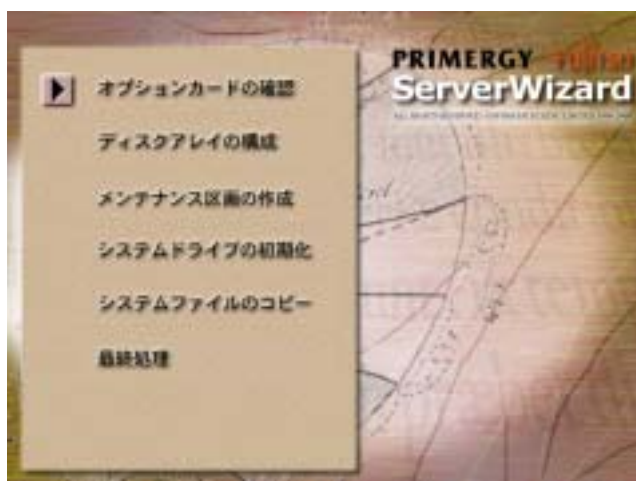 オプションカードの確認
ディスクアレイの構成
メンテナンス区画の作成
システムドライブの初期化
システムファイルのコピー
最終処理
PRIMERGY FUJITSU
ServerWizard